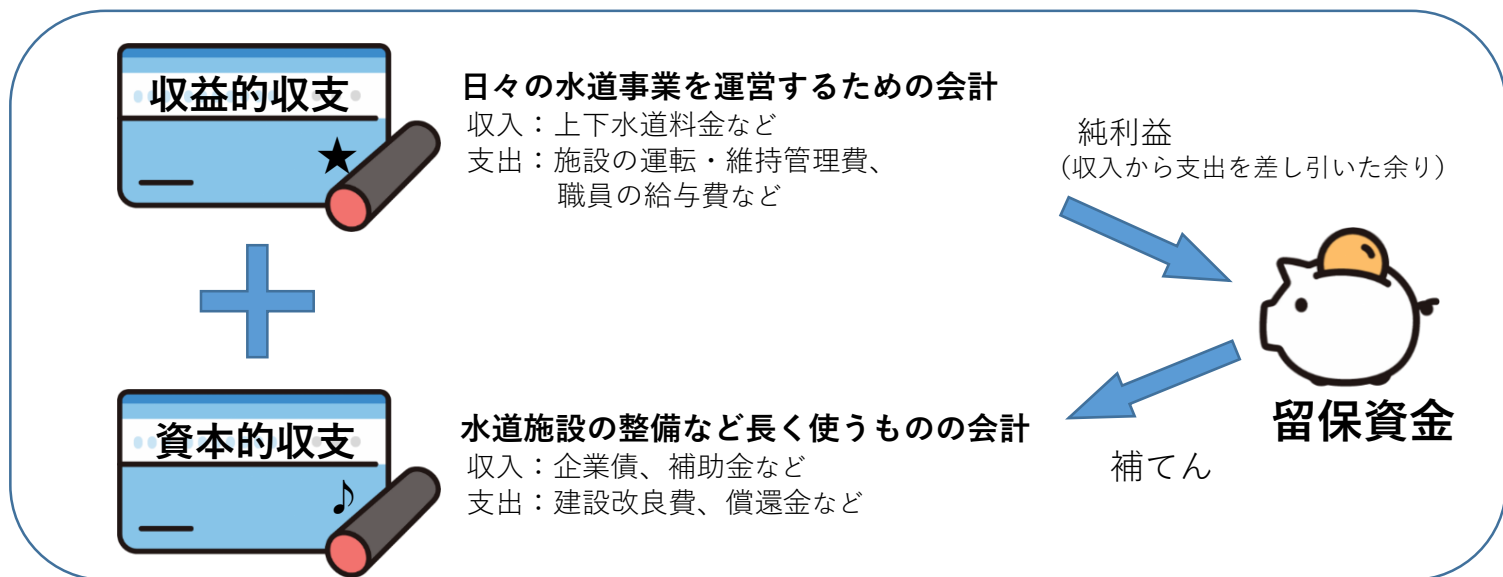 収益的収支
★
日々の水道事業を運営するための会計
収入：上下水道料金など
支出：施設の運転・維持管理費、
職員の給与費など
純利益
（収入から支出を差し引いた余り）
資本的収支
♪
水道施設の整備など長く使うものの会計
収入：企業債、補助金など
支出：建設改良費、償還金など
留保資金
補てん